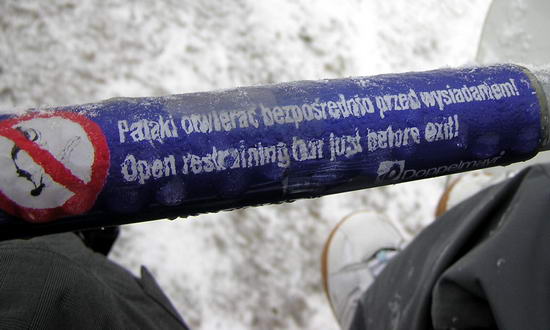 Pałąki otwierać bezpośrednio przed wysiadaniem!
Open restraining bar just before exit!
Doppelmayr